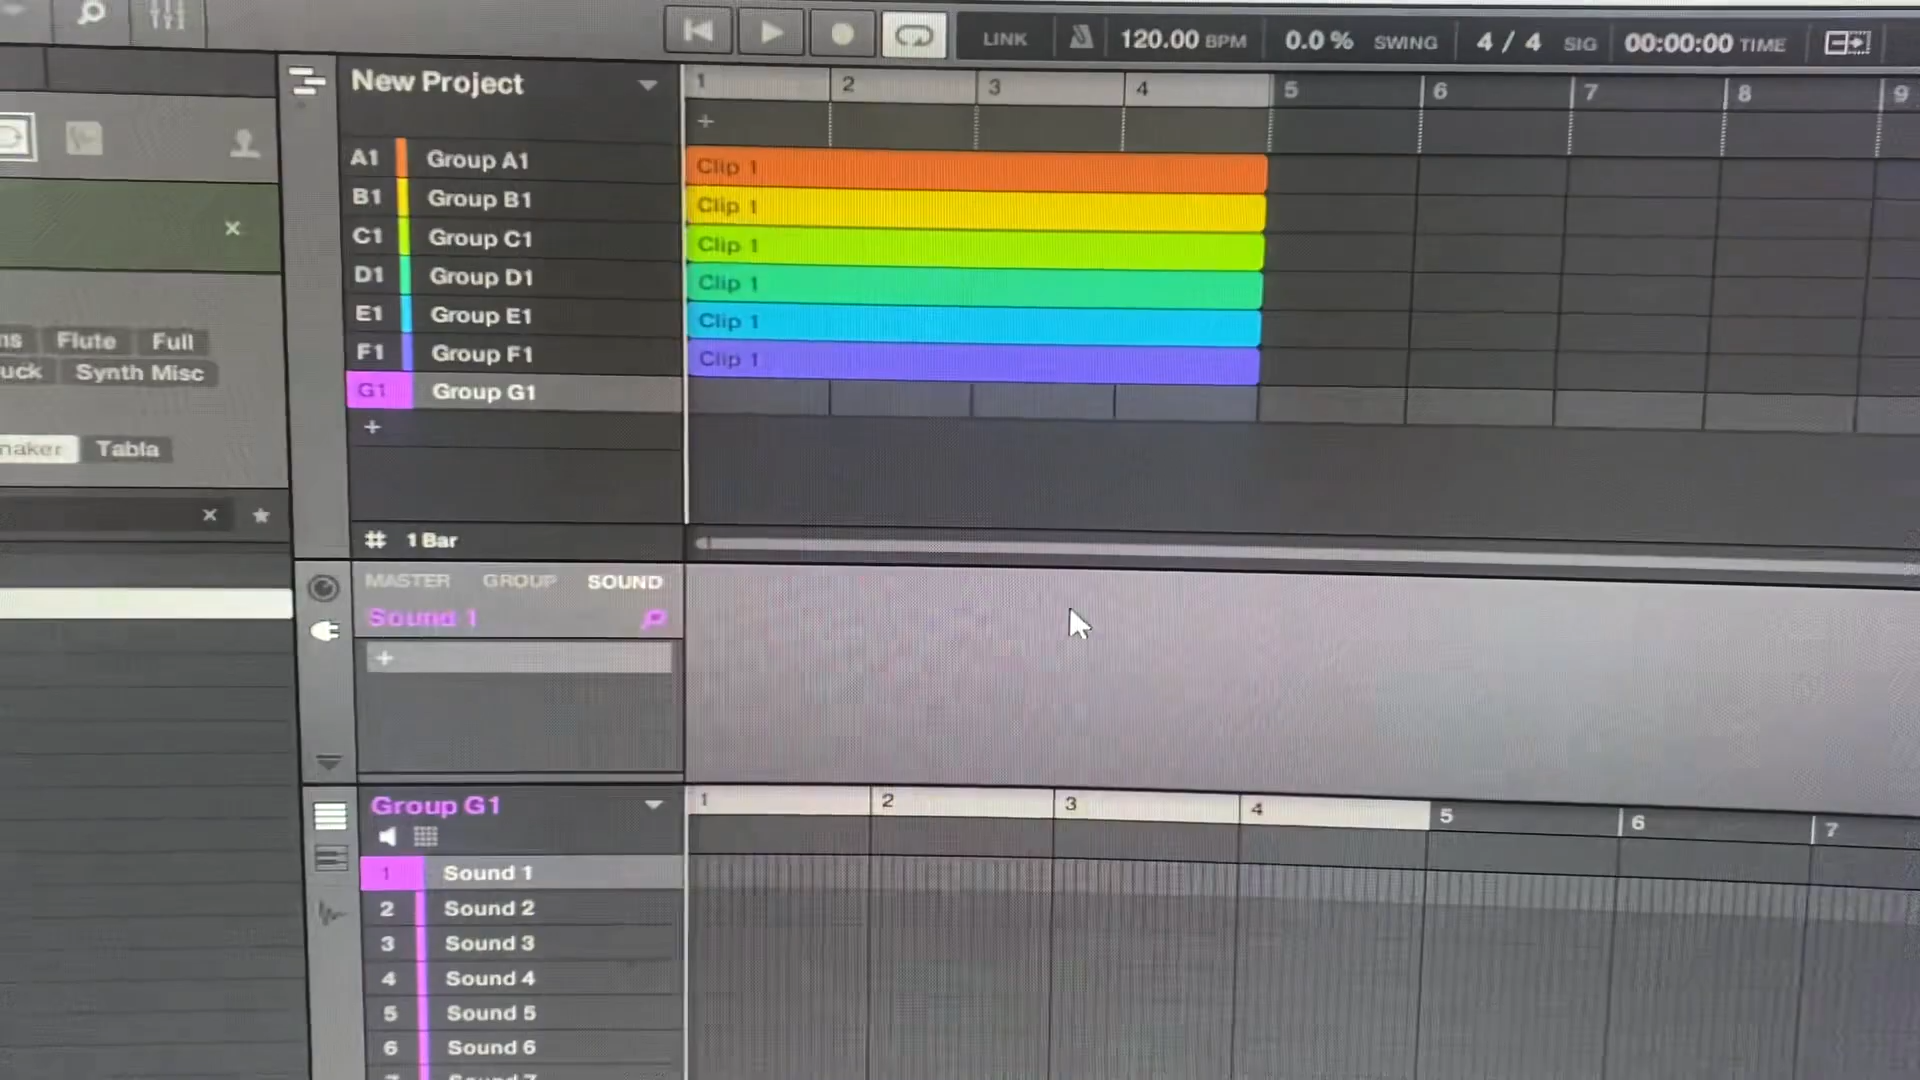 LINK 120.00 BPM 0.0 % SWING 4 / 4 SIG 00:00:00 TIME
New Project
1 2 3 4 5 6 7 8 9
+
A1 Group A1 Clip 1
B1 Group B1 Clip 1
C1 Group C1 Clip 1
D1 Group D1 Clip 1
E1 Group E1 Clip 1
F1 Group F1 Clip 1
G1 Group G1
+
Flute Full
Synth Misc
Tabla
1 Bar
MASTER GROUP SOUND
Sound 1
+
Group G1
1 2 3 4 5 6 7
1 Sound 1
2 Sound 2
3 Sound 3
4 Sound 4
5 Sound 5
6 Sound 6